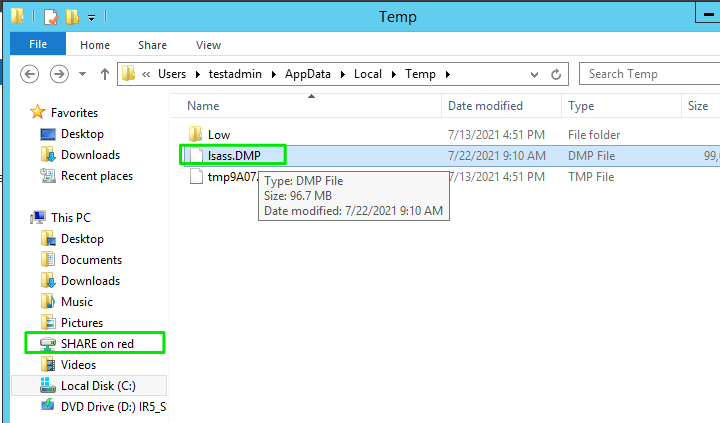 Temp
File
Home
Share
View
« Users ▸ testadmin ▸ AppData ▸ Local ▸ Temp ▸
Search Temp
Name
Date modified
Type
Size
Low
7/13/2021 4:51 PM
File folder
lsass.DMP
7/22/2021 9:10 AM
DMP File
99,
tmp9A07.
7/13/2021 4:51 PM
TMP File
Type: DMP File
Size: 96.7 MB
Date modified: 7/22/2021 9:10 AM
Favorites
Desktop
Downloads
Recent places
This PC
Desktop
Documents
Downloads
Music
Pictures
SHARE on red
Videos
Local Disk (C:)
DVD Drive (D:) IR5_S